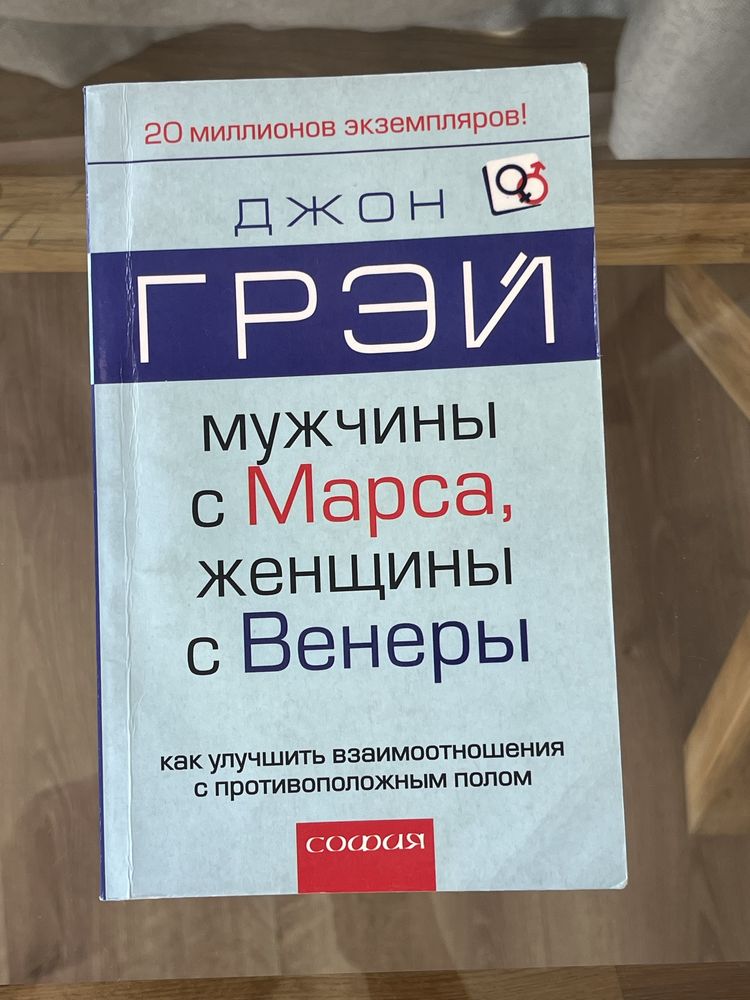 20 миллионов экземпляров!
ДЖОН
ГРЭЙ
мужчины
с Марса,
женщины
с Венеры
как улучшить взаимоотношения
с противоположным полом
София